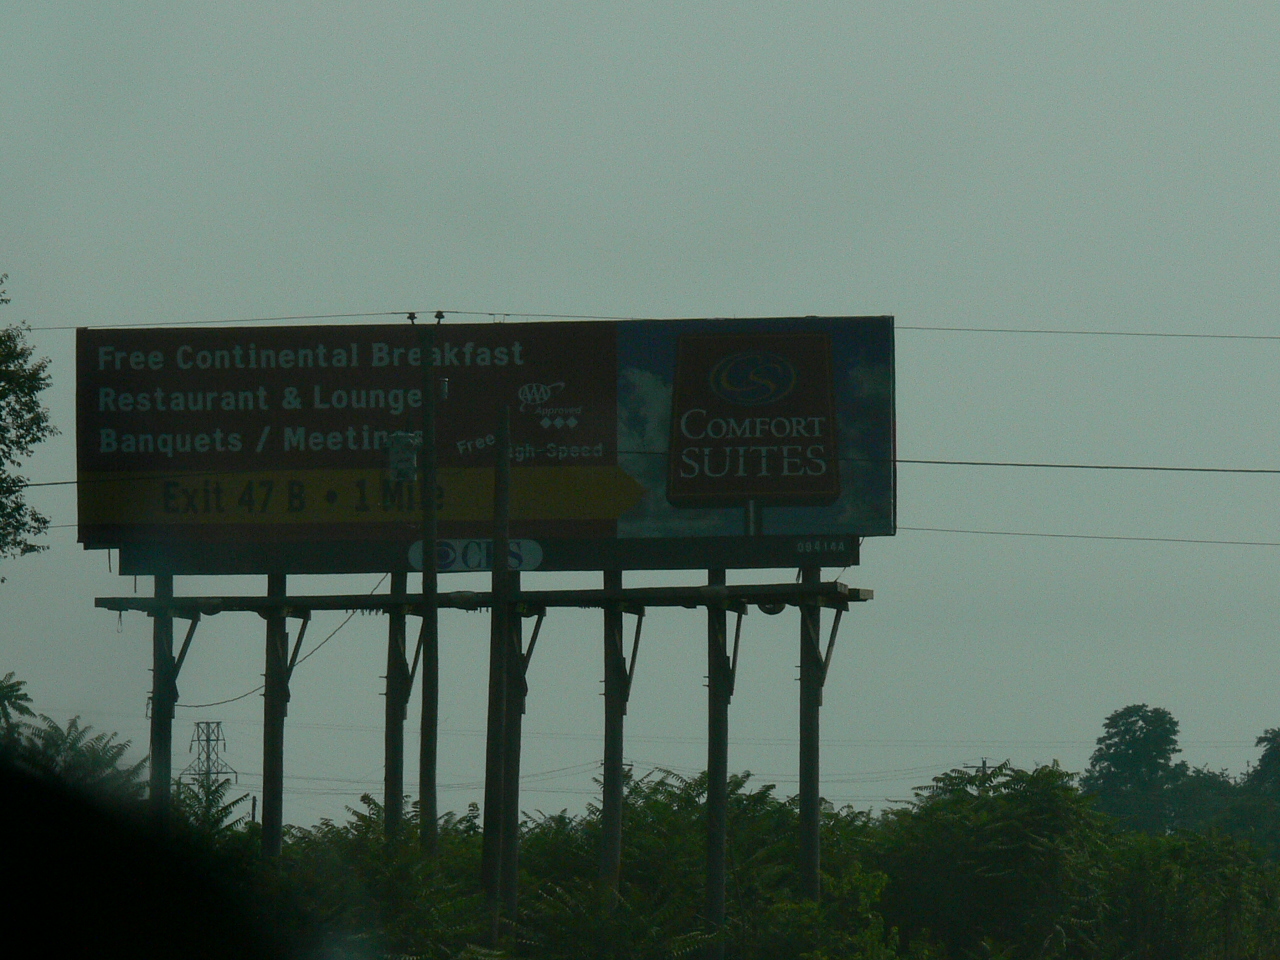 Free Continental Breakfast
Restaurant & Lounge
Banquets / Meetings
AAA
Approved
Free High-Speed
Exit 47 B • 1 Mile
CS
COMFORT
SUITES
CBS
094144